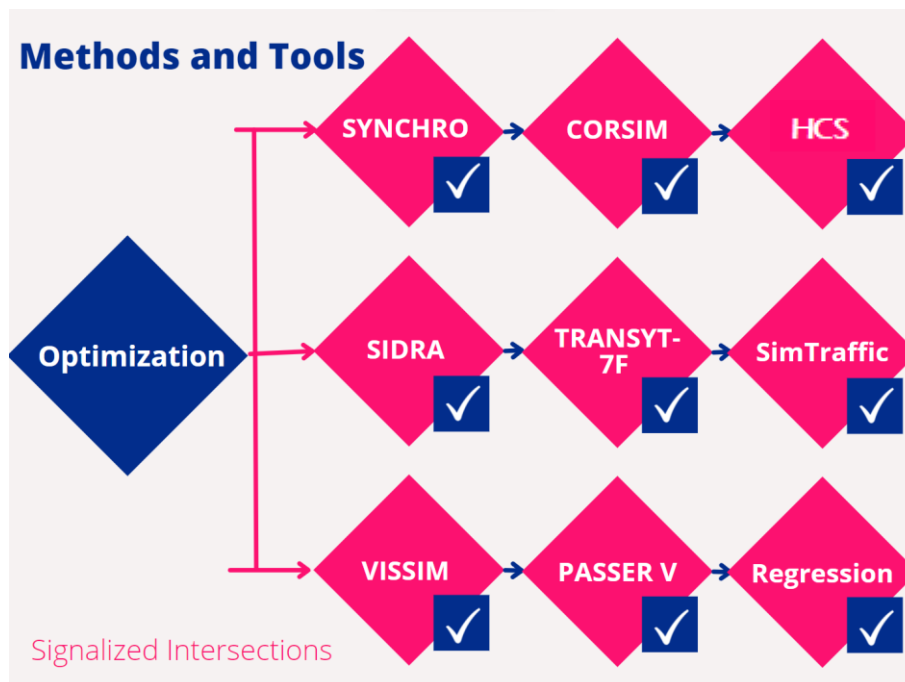 Methods and Tools
SYNCHRO
CORSIM
HCS
Optimization
SIDRA
TRANSYT-
7F
SimTraffic
VISSIM
PASSER V
Regression
Signalized Intersections